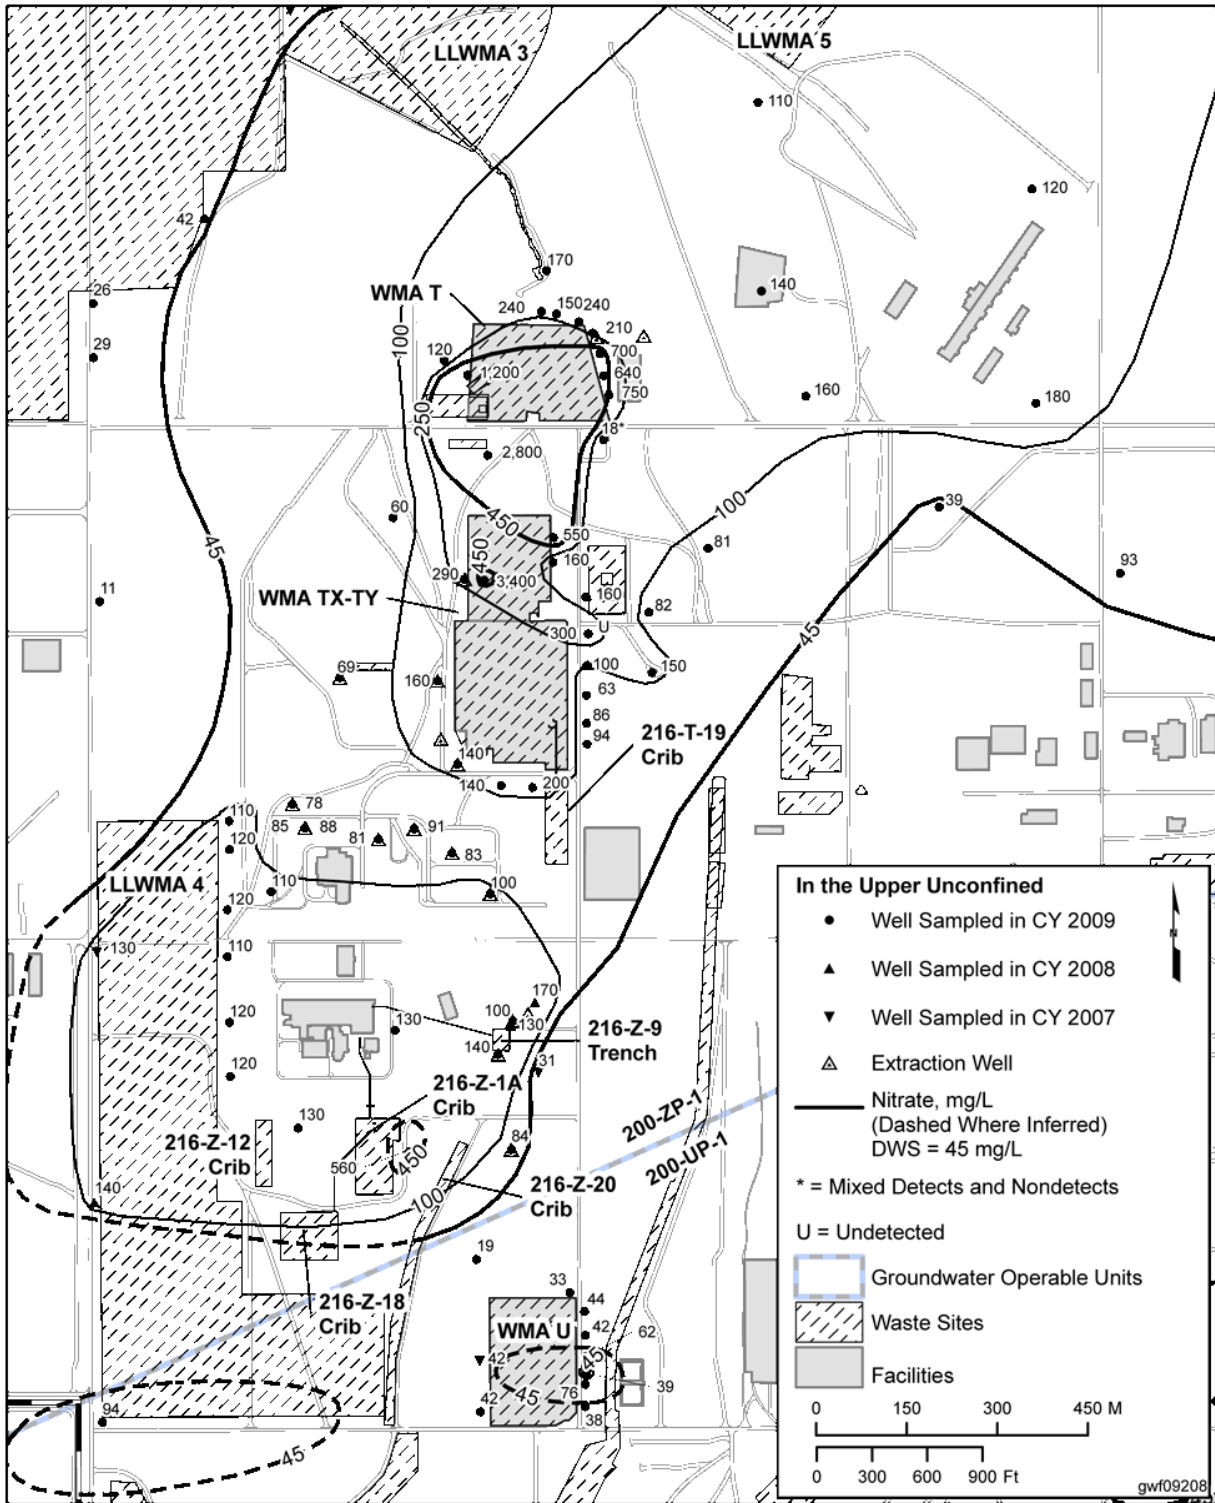 LLWMA 3
LLWMA 5
110
120
42
170
26
WMA T
240
150
240
140
210
29
100
120
700
1,200
640
750
160
180
250
18*
2,800
39
60
450
100
550
81
45
450
160
93
290
3,400
11
WMA TX-TY
160
82
300
U
45
69
100
150
160
63
86
216-T-19
Crib
94
140
140
200
78
110
85
88
91
120
81
83
LLWMA 4
110
100
120
130
110
170
100
120
130
130
216-Z-9
Trench
140
31
120
216-Z-1A
Crib
130
200-ZP-1
84
216-Z-12
Crib
450
560
200-UP-1
140
100
216-Z-20
Crib
19
33
216-Z-18
Crib
44
WMA U
42
62
42
45
45
76
39
42
38
94
45
In the Upper Unconfined
Well Sampled in CY 2009
Well Sampled in CY 2008
N
Well Sampled in CY 2007
Extraction Well
Nitrate, mg/L
(Dashed Where Inferred)
DWS = 45 mg/L
* = Mixed Detects and Nondetects
U = Undetected
Groundwater Operable Units
Waste Sites
Facilities
0 150 300 450 M
0 300 600 900 Ft
gwf09208